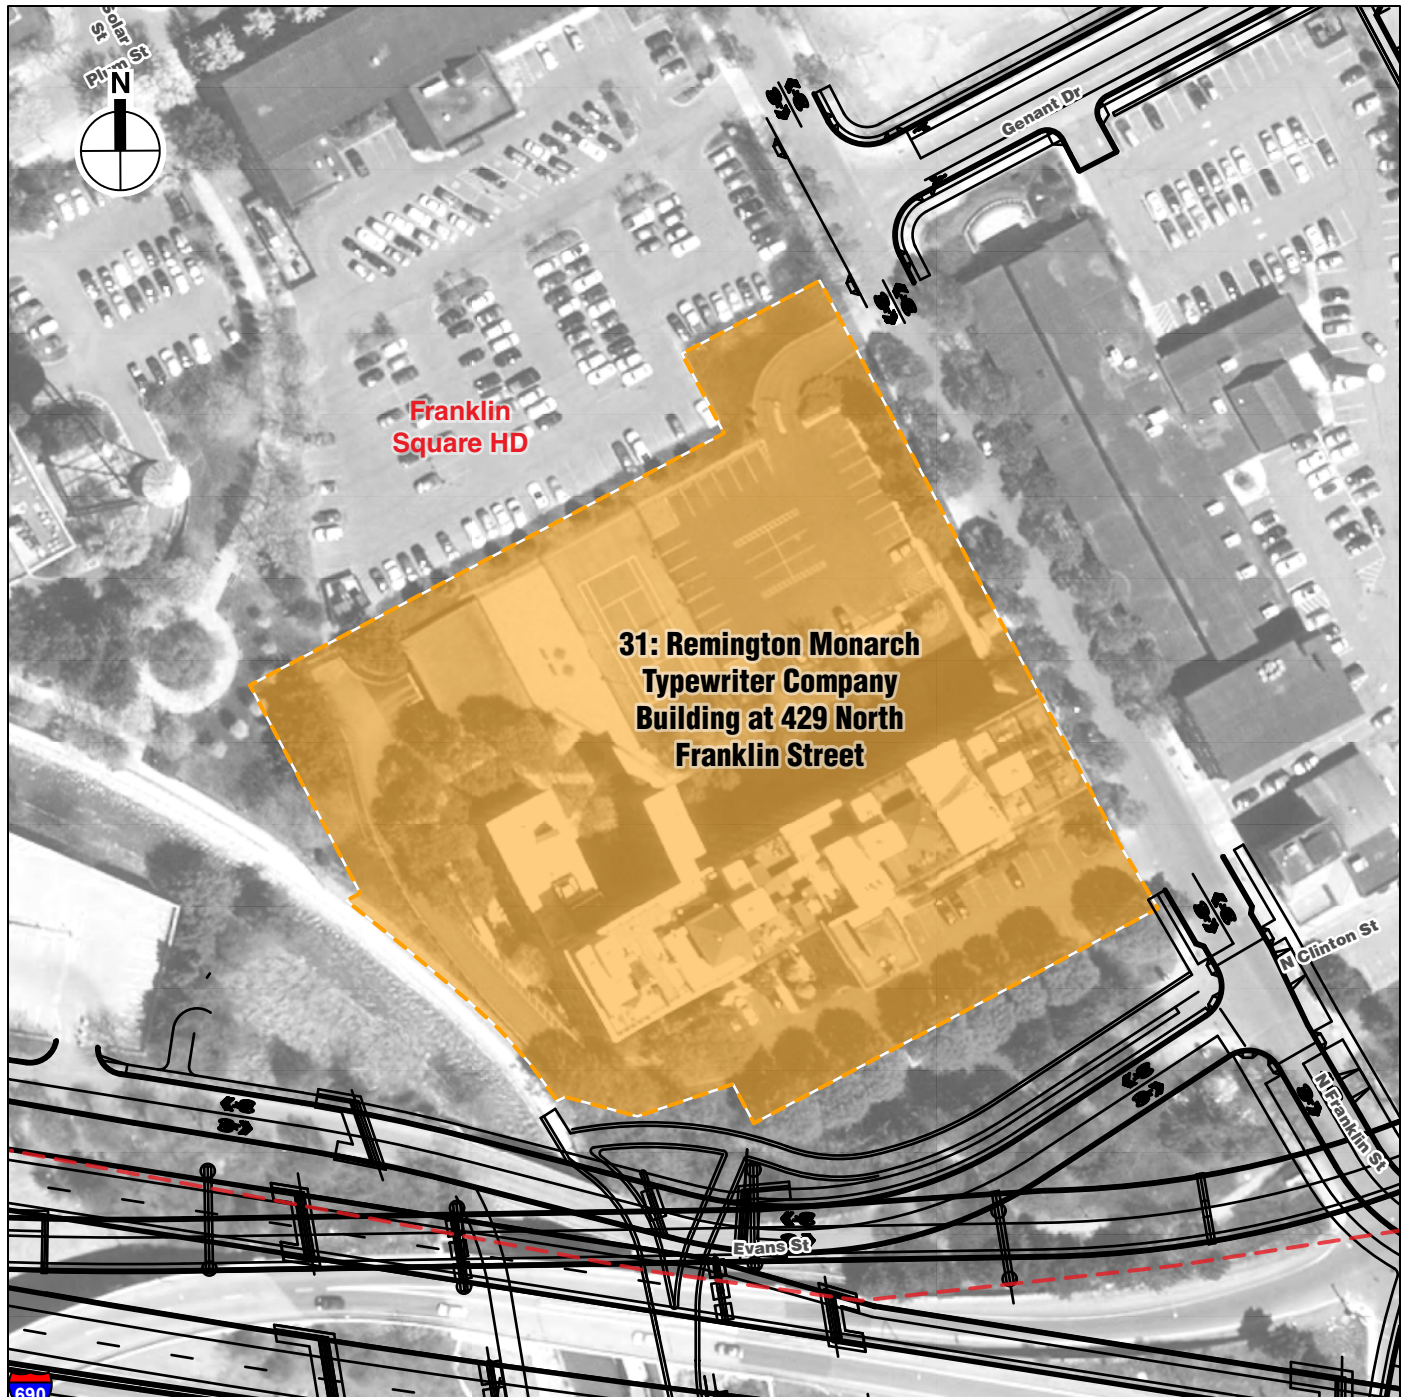 Solar
St
Plum St
N
Genant Dr
Franklin
Square HD
31: Remington Monarch
Typewriter Company
Building at 429 North
Franklin Street
N Clinton St
N Franklin St
Evans St
690